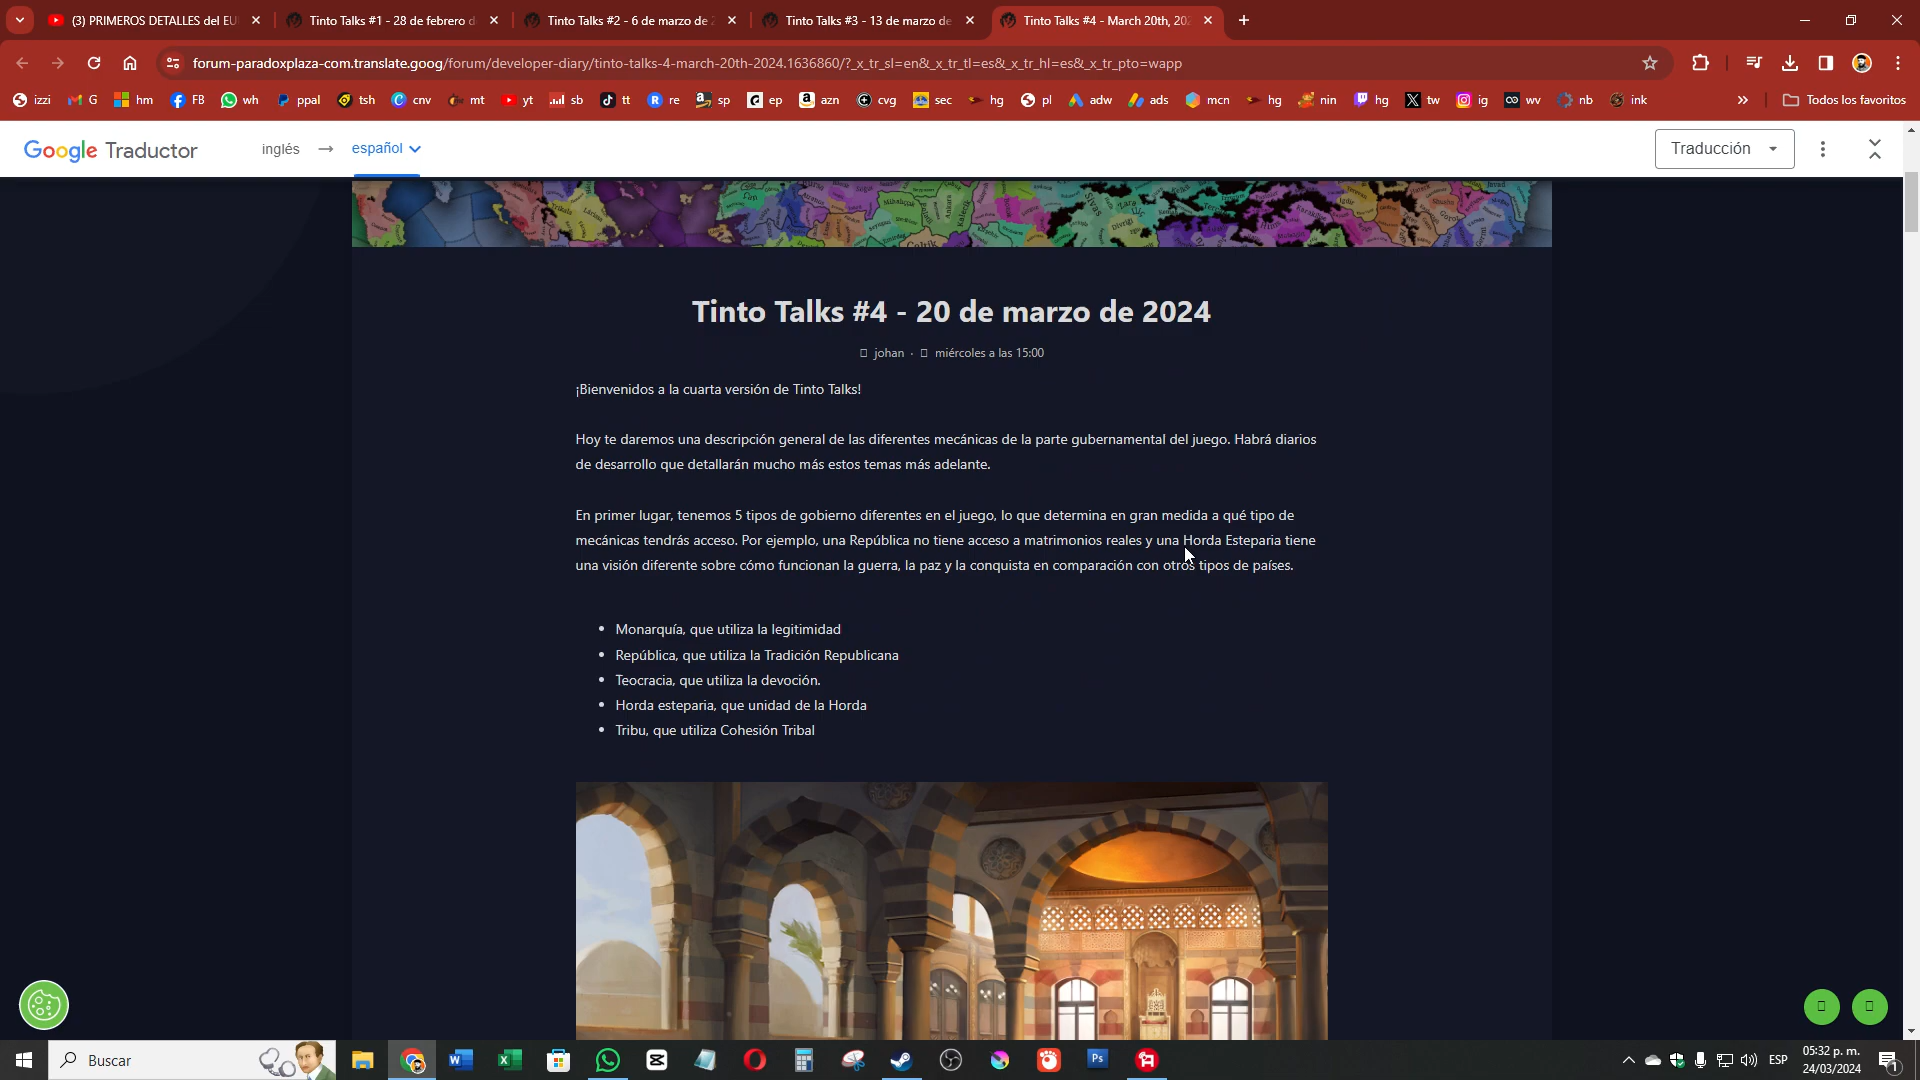 (3) PRIMEROS DETALLES del EU
Tinto Talks #1 - 28 de febrero d
Tinto Talks #2 - 6 de marzo de 2
Tinto Talks #3 - 13 de marzo de
Tinto Talks #4 - March 20th, 202
forum-paradoxplaza-com.translate.goog/forum/developer-diary/tinto-talks-4-march-20th-2024.1636860/?_x_tr_sl=en&_x_tr_tl=es&_x_tr_hl=es&_x_tr_pto=wapp
izzi G hm FB wh ppal tsh cnv mt yt sb tt re sp ep azn cvg sec hg pl adw ads mcn hg nin hg tw ig wv nb ink » Todos los favoritos
Google Traductor inglés → español Traducción
Tinto Talks #4 - 20 de marzo de 2024
johan · miércoles a las 15:00
¡Bienvenidos a la cuarta versión de Tinto Talks!
Hoy te daremos una descripción general de las diferentes mecánicas de la parte gubernamental del juego. Habrá diarios
de desarrollo que detallarán mucho más estos temas más adelante.
En primer lugar, tenemos 5 tipos de gobierno diferentes en el juego, lo que determina en gran medida a qué tipo de
mecánicas tendrás acceso. Por ejemplo, una República no tiene acceso a matrimonios reales y una Horda Esteparia tiene
una visión diferente sobre cómo funcionan la guerra, la paz y la conquista en comparación con otros tipos de países.
• Monarquía, que utiliza la legitimidad
• República, que utiliza la Tradición Republicana
• Teocracia, que utiliza la devoción.
• Horda esteparia, que unidad de la Horda
• Tribu, que utiliza Cohesión Tribal
Buscar
ESP
05:32 p. m.
24/03/2024
1